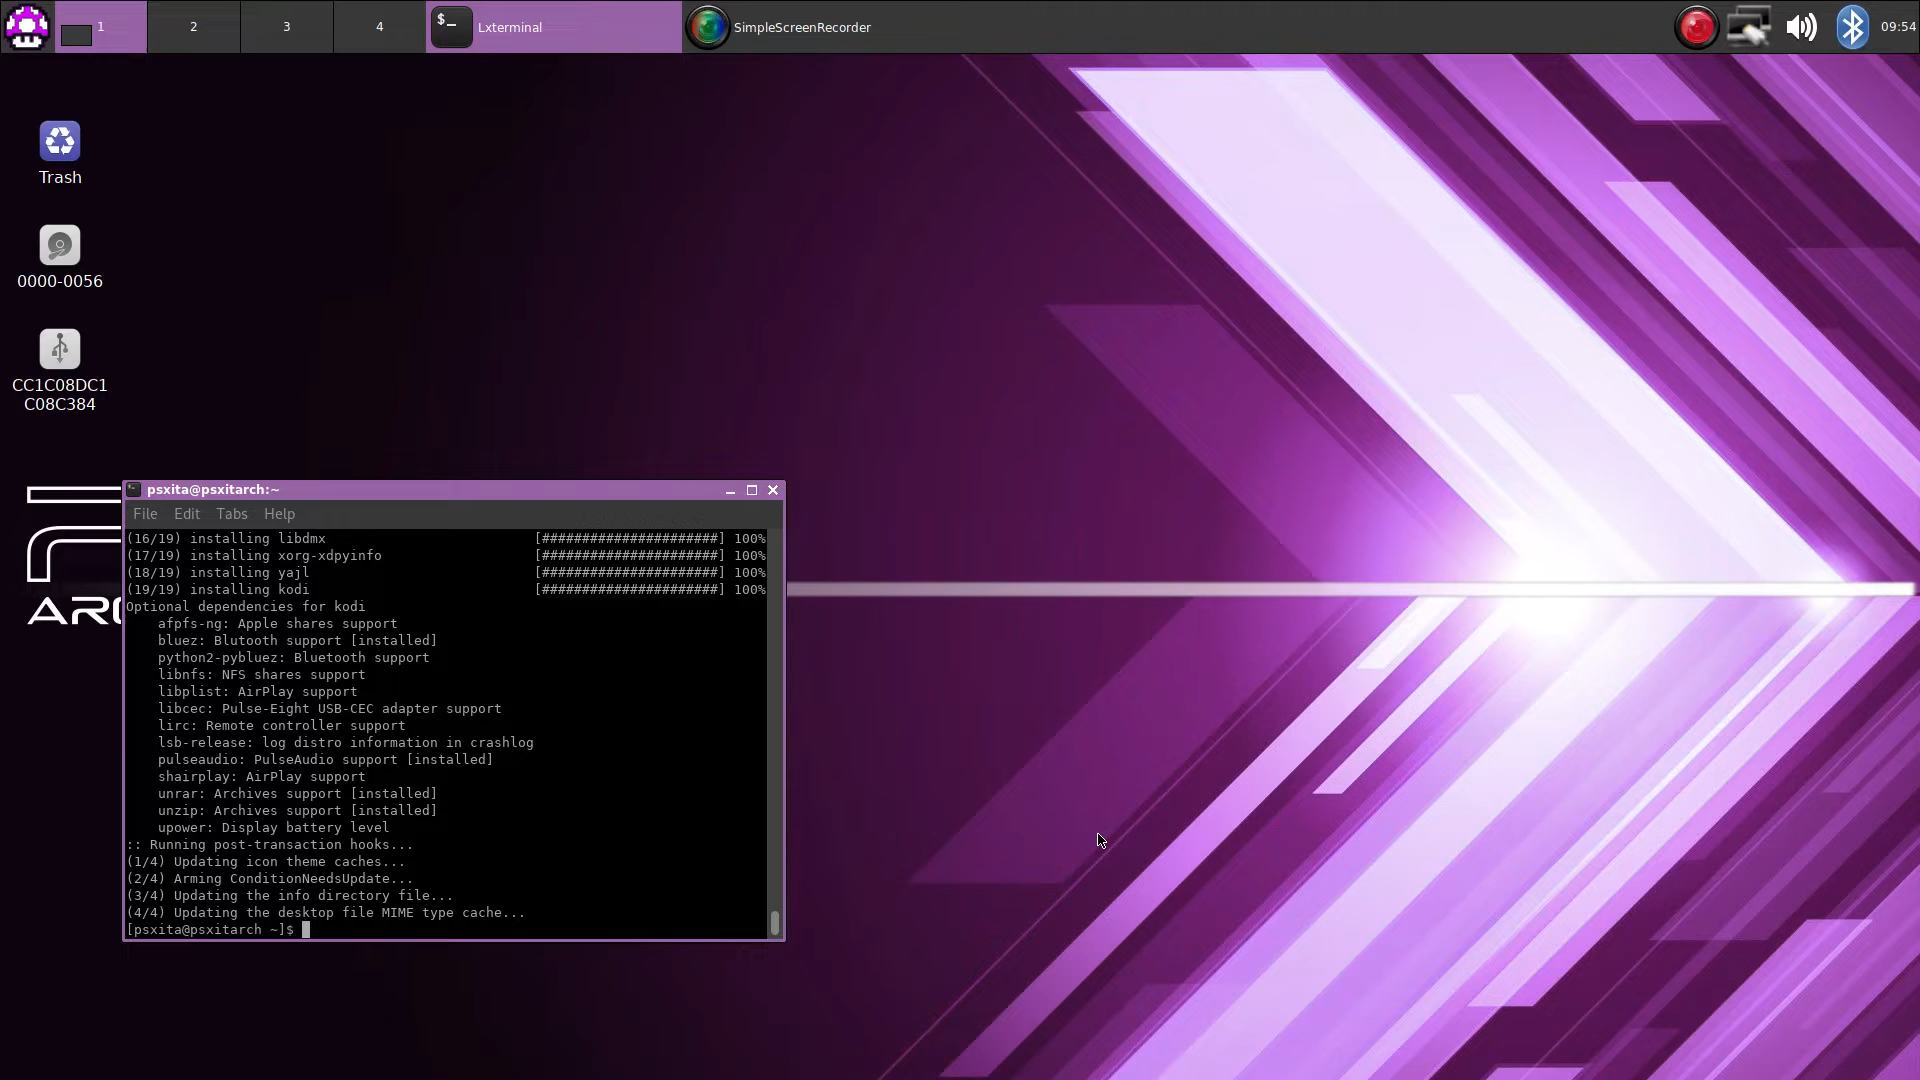 1 2 3 4 Lxterminal SimpleScreenRecorder 09:54
Trash
0000-0056
CC1C08DC1
C08C384
psxita@psxitarch:~
File Edit Tabs Help
(16/19) installing libdmx [######################] 100%
(17/19) installing xorg-xdpyinfo [######################] 100%
(18/19) installing yajl [######################] 100%
(19/19) installing kodi [######################] 100%
Optional dependencies for kodi
afpfs-ng: Apple shares support
bluez: Blutooth support [installed]
python2-pybluez: Bluetooth support
libnfs: NFS shares support
libplist: AirPlay support
libcec: Pulse-Eight USB-CEC adapter support
lirc: Remote controller support
lsb-release: log distro information in crashlog
pulseaudio: PulseAudio support [installed]
shairplay: AirPlay support
unrar: Archives support [installed]
unzip: Archives support [installed]
upower: Display battery level
:: Running post-transaction hooks...
(1/4) Updating icon theme caches...
(2/4) Arming ConditionNeedsUpdate...
(3/4) Updating the info directory file...
(4/4) Updating the desktop file MIME type cache...
[psxita@psxitarch ~]$